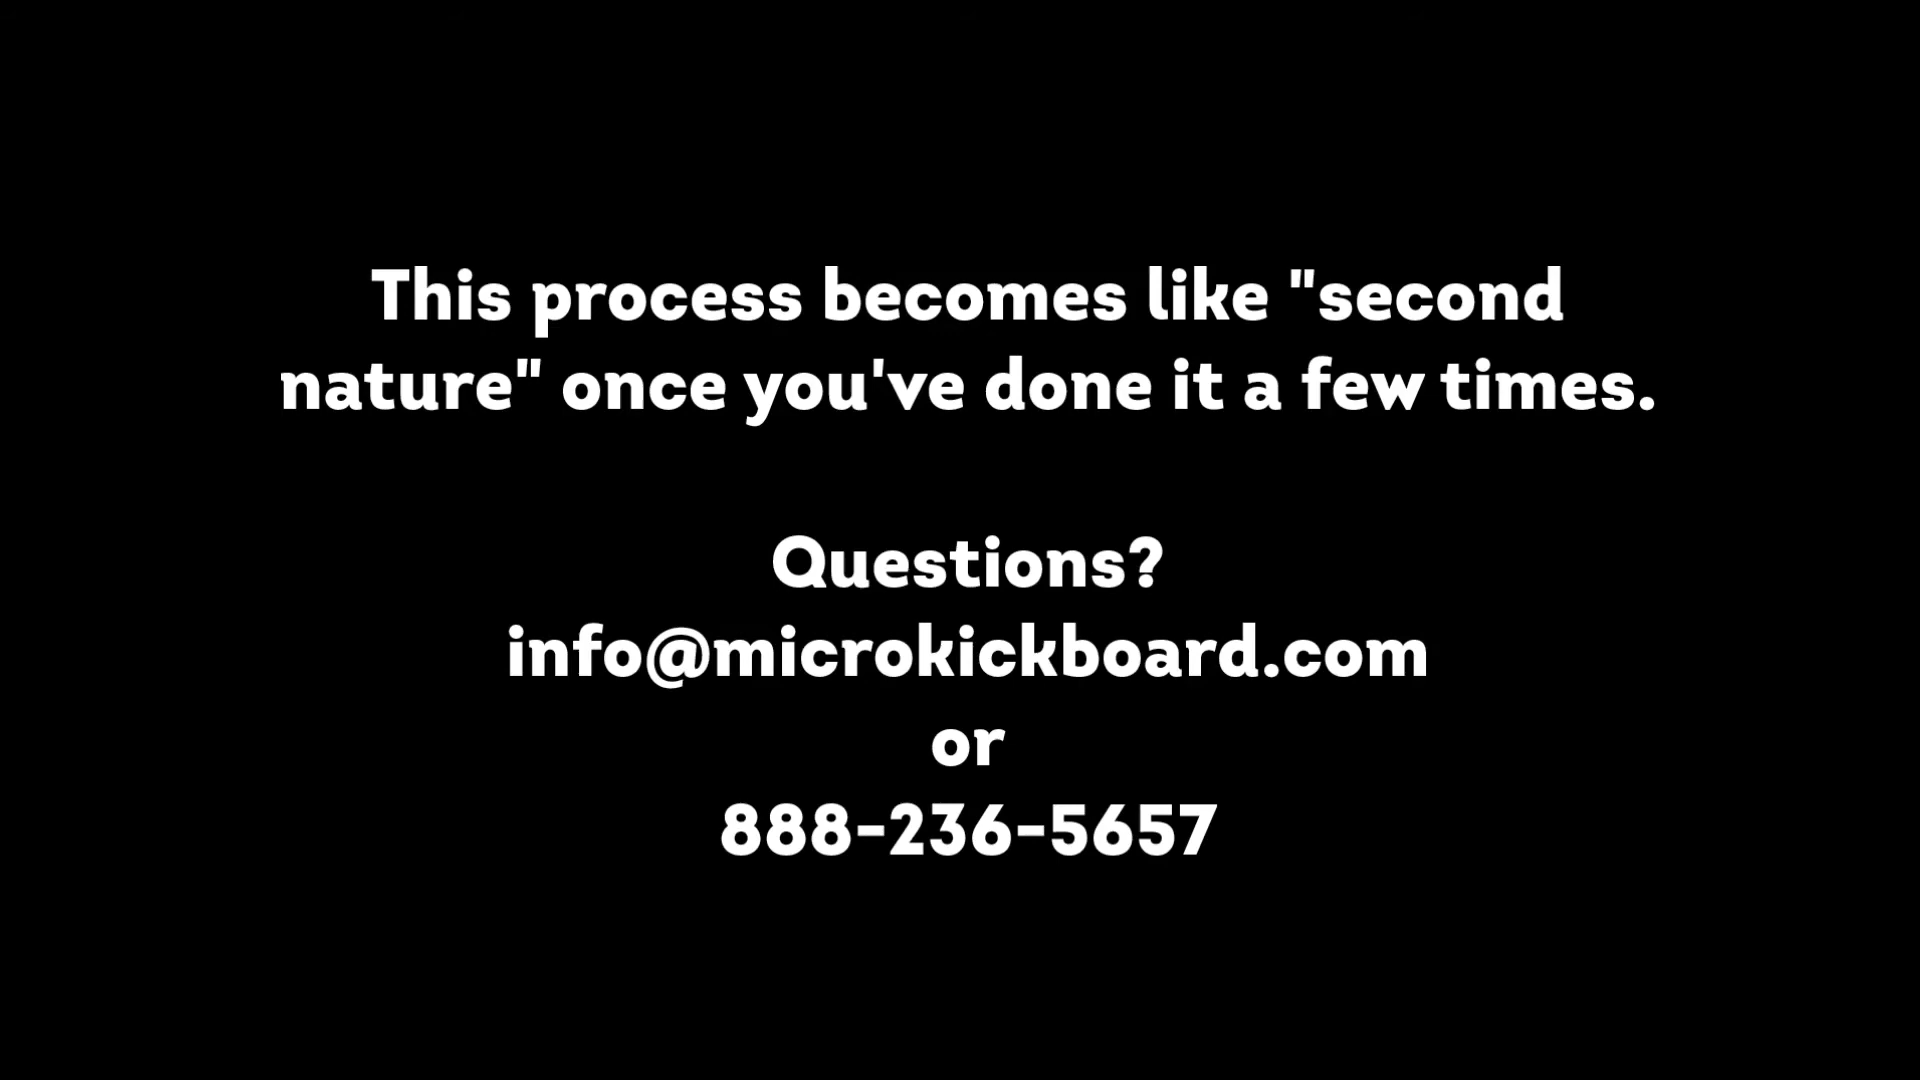 This process becomes like "second
nature" once you've done it a few times.
Questions?
info@microkickboard.com
or
888-236-5657